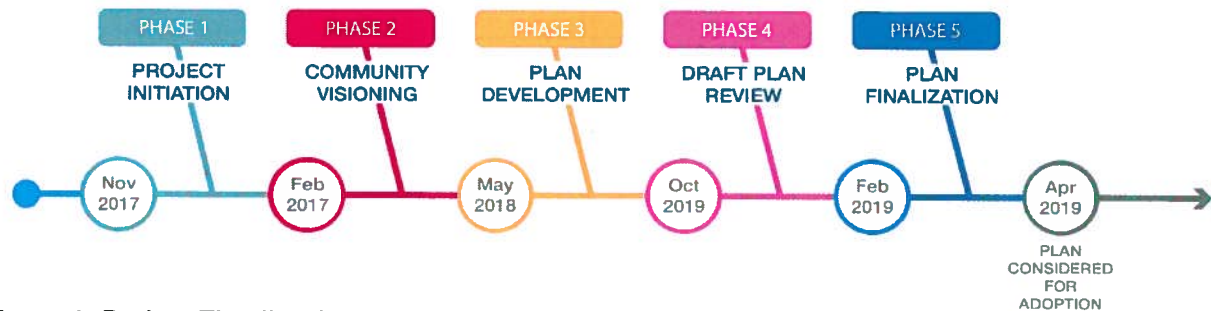 PHASE 1
PHASE 2
PHASE 3
PHASE 4
PHASE 5
PROJECT
INITIATION
COMMUNITY
VISIONING
PLAN
DEVELOPMENT
DRAFT PLAN
REVIEW
PLAN
FINALIZATION
Nov
2017
Feb
2017
May
2018
Oct
2019
Feb
2019
Apr
2019
PLAN
CONSIDERED
FOR
ADOPTION